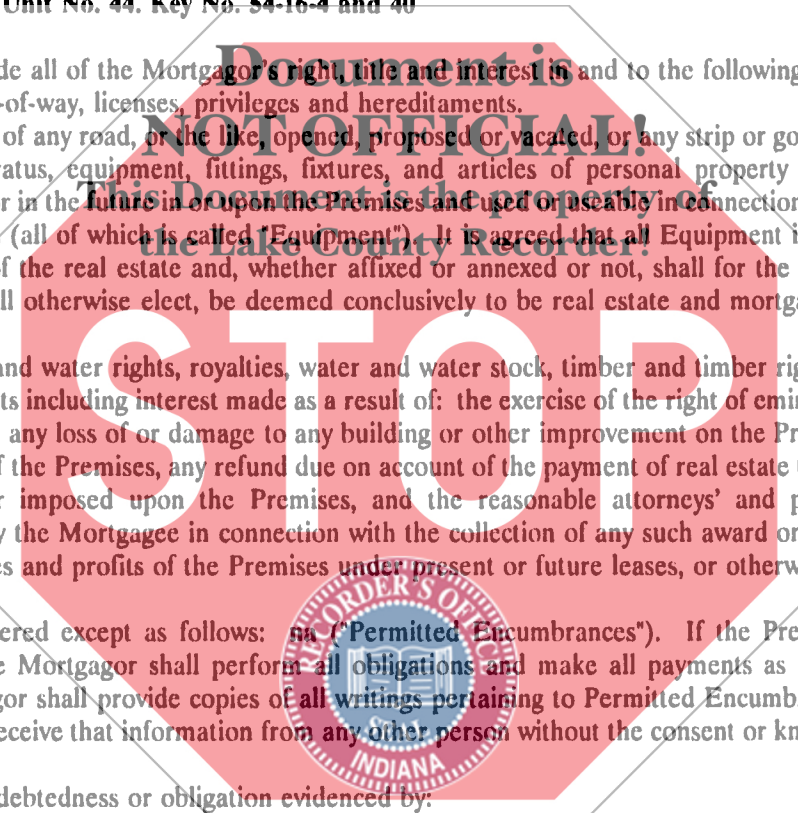 Unit No. 44. Key No. 54-16-4 and 40
Document is
de all of the Mortgagor's right, title and interest in and to the following
-of-way, licenses, privileges and hereditaments.
NOT OFFICIAL!
of any road, or the like, opened, proposed or vacated, or any strip or go
ratus, equipment, fittings, fixtures, and articles of personal property
This Document is the property of
r in the future in or upon the Premises and used or useable in connection
(all of which is called "Equipment"). It is agreed that all Equipment i
the Lake County Recorder!
f the real estate and, whether affixed or annexed or not, shall for the
ll otherwise elect, be deemed conclusively to be real estate and mortga
STOP
and water rights, royalties, water and water stock, timber and timber rig
ts including interest made as a result of: the exercise of the right of emin
any loss of or damage to any building or other improvement on the Pr
f the Premises, any refund due on account of the payment of real estate
r imposed upon the Premises, and the reasonable attorneys' and p
y the Mortgagee in connection with the collection of any such award or
es and profits of the Premises under present or future leases, or otherw
RECORDER'S OFFIC
ered except as follows: na ("Permitted Encumbrances"). If the Pre
e Mortgagor shall perform all obligations and make all payments as
gor shall provide copies of all writings pertaining to Permitted Encumb
SEAL
eceive that information from any other person without the consent or kn
INDIANA
debtedness or obligation evidenced by: